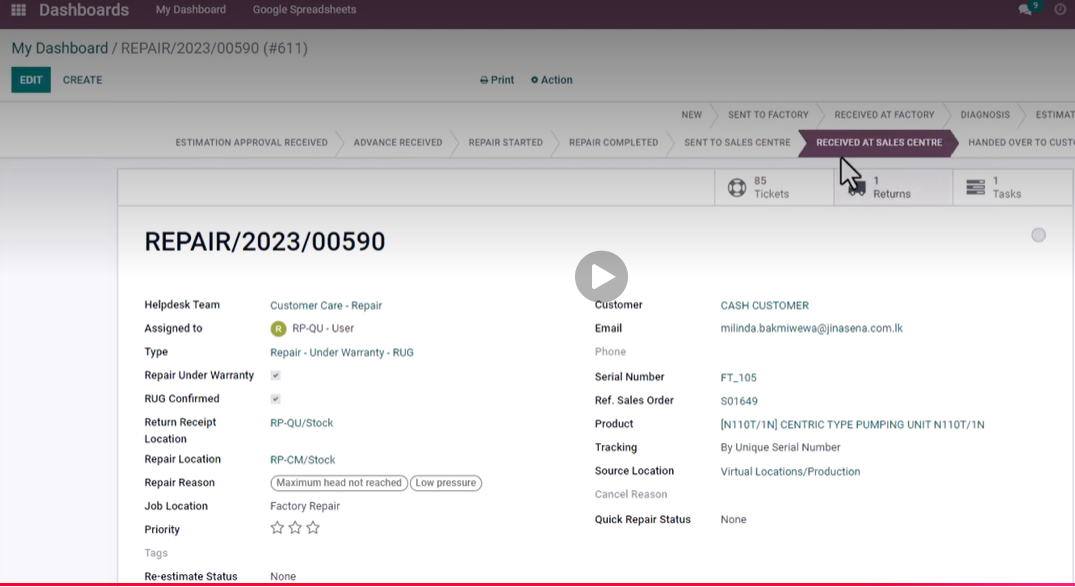 Dashboards My Dashboard Google Spreadsheets 9
My Dashboard / REPAIR/2023/00590 (#611)
EDIT CREATE Print Action
NEW SENT TO FACTORY RECEIVED AT FACTORY DIAGNOSIS ESTIMAT
ESTIMATION APPROVAL RECEIVED ADVANCE RECEIVED REPAIR STARTED REPAIR COMPLETED SENT TO SALES CENTRE RECEIVED AT SALES CENTRE HANDED OVER TO CUST
85 Tickets
1 Returns
1 Tasks
REPAIR/2023/00590
Helpdesk Team Customer Care - Repair
Assigned to R RP-QU - User
Type Repair - Under Warranty - RUG
Repair Under Warranty
RUG Confirmed
Return Receipt Location RP-QU/Stock
Repair Location RP-CM/Stock
Repair Reason Maximum head not reached Low pressure
Job Location Factory Repair
Priority
Tags
Re-estimate Status None
Customer CASH CUSTOMER
Email milinda.bakmiwewa@jinasena.com.lk
Phone
Serial Number FT_105
Ref. Sales Order S01649
Product [N110T/1N] CENTRIC TYPE PUMPING UNIT N110T/1N
Tracking By Unique Serial Number
Source Location Virtual Locations/Production
Cancel Reason
Quick Repair Status None